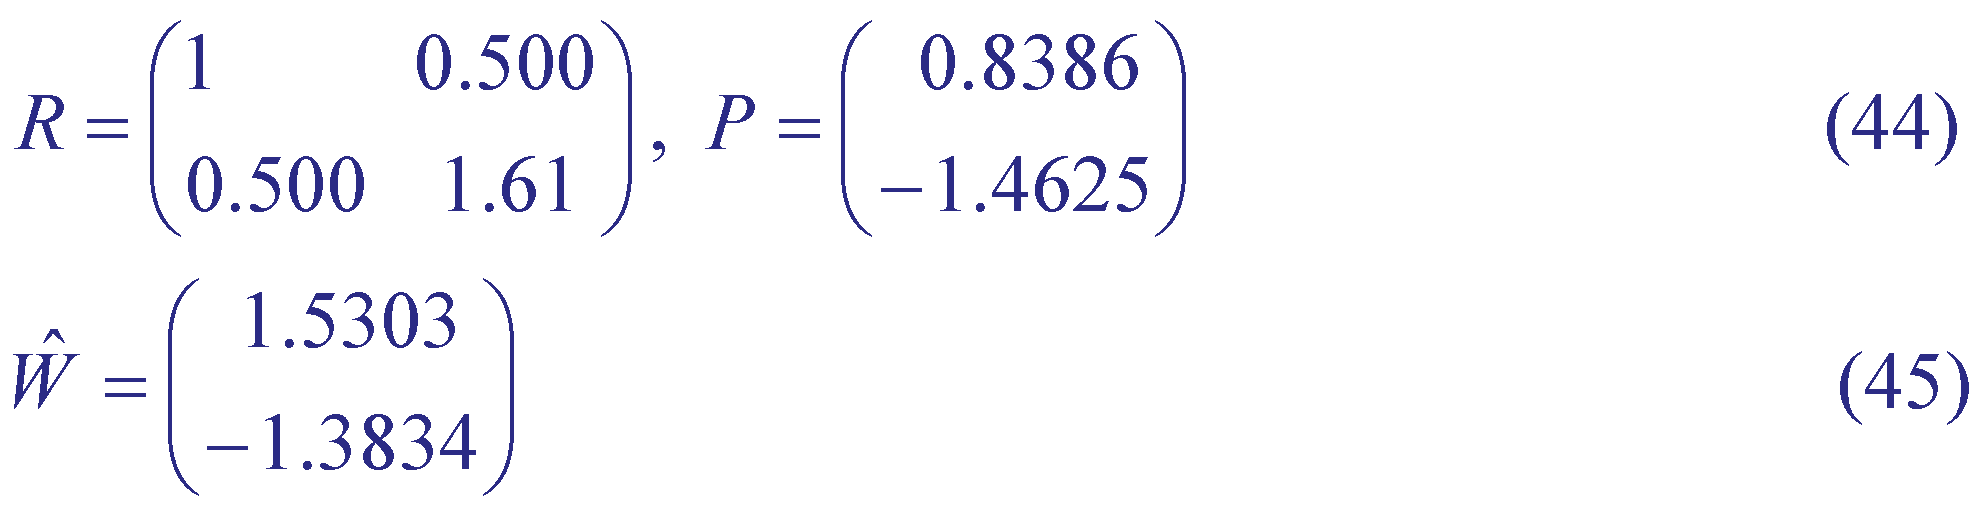 R = ( 1 0.500 0.500 1.61 ) , P = ( 0.8386 −1.4625 ) (44)
Ŵ = ( 1.5303 −1.3834 ) (45)